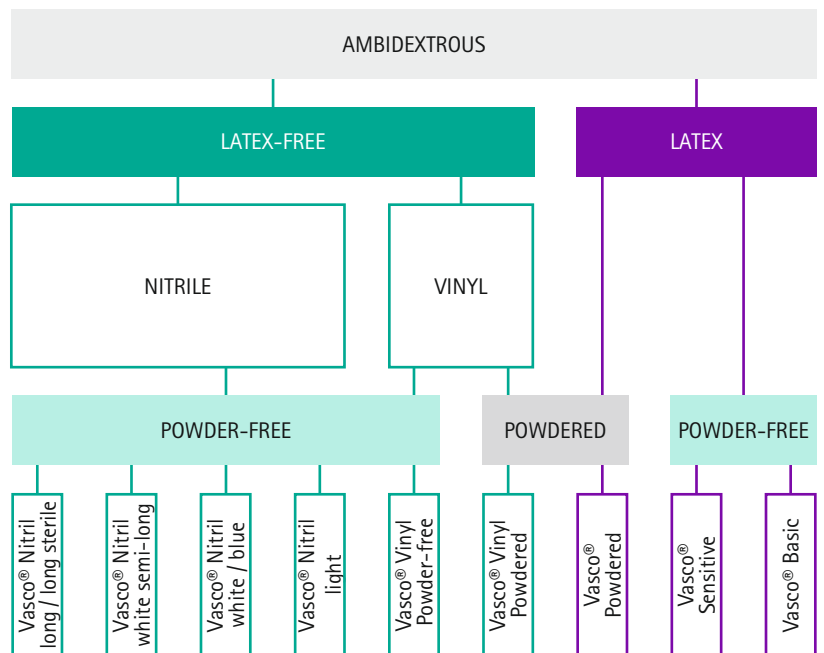 AMBIDEXTROUS
LATEX-FREE
LATEX
NITRILE
VINYL
POWDER-FREE
POWDERED
POWDER-FREE
Vasco® Nitril
long / long sterile
Vasco® Nitril
white semi-long
Vasco® Nitril
white / blue
Vasco® Nitril
light
Vasco® Vinyl
Powder-free
Vasco® Vinyl
Powdered
Vasco®
Powdered
Vasco®
Sensitive
Vasco® Basic